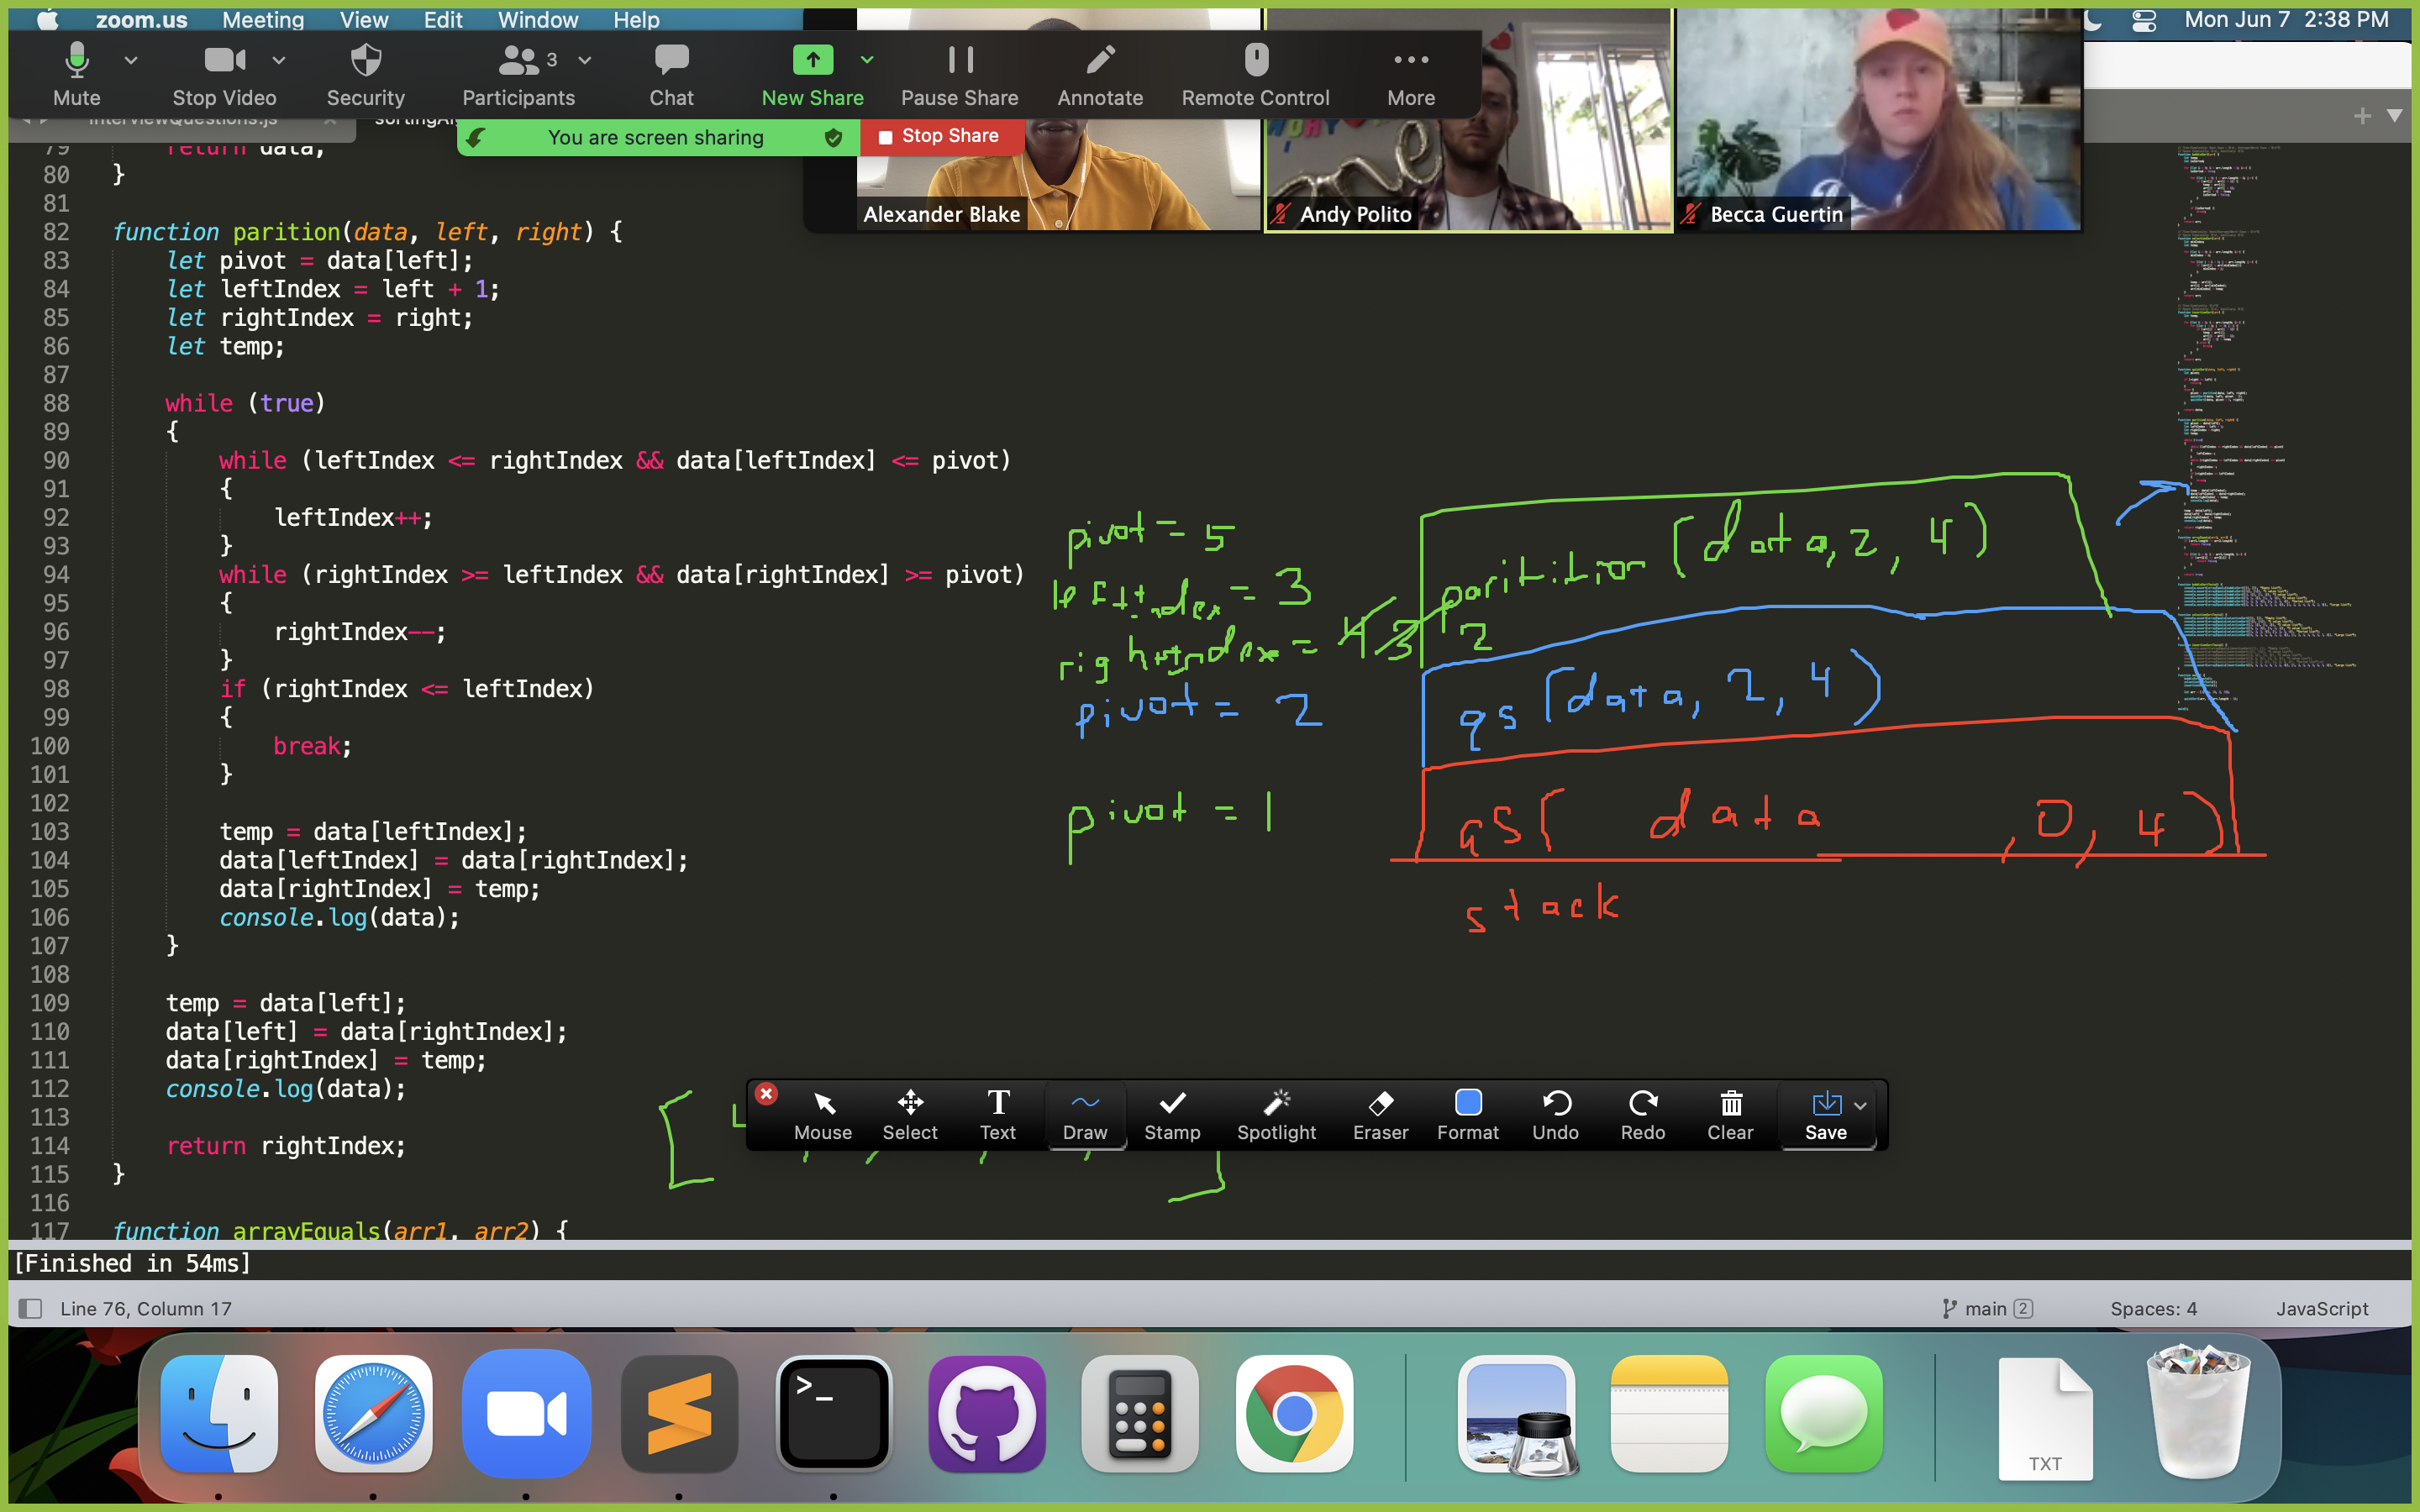 zoom.us Meeting View Edit Window Help
Mon Jun 7 2:38 PM
Mute Stop Video Security Participants 3 Chat New Share Pause Share Annotate Remote Control More
You are screen sharing Stop Share
Alexander Blake
Andy Polito
Becca Guertin
InterviewQuestions.js
79 return data;
80 }
81
82 function parition(data, left, right) {
83 let pivot = data[left];
84 let leftIndex = left + 1;
85 let rightIndex = right;
86 let temp;
87
88 while (true)
89 {
90 while (leftIndex <= rightIndex && data[leftIndex] <= pivot)
91 {
92 leftIndex++;
93 }
94 while (rightIndex >= leftIndex && data[rightIndex] >= pivot)
95 {
96 rightIndex--;
97 }
98 if (rightIndex <= leftIndex)
99 {
100 break;
101 }
102
103 temp = data[leftIndex];
104 data[leftIndex] = data[rightIndex];
105 data[rightIndex] = temp;
106 console.log(data);
107 }
108
109 temp = data[left];
110 data[left] = data[rightIndex];
111 data[rightIndex] = temp;
112 console.log(data);
113
114 return rightIndex;
115 }
116
117 function arrayEquals(arr1, arr2) {
pivot = 5
leftIndex = 3
rightIndex = 4 3 2
pivot = 2
pivot = 1
paritition (data, 2, 4)
qs (data, 2, 4)
qs( data , 0, 4)
stack
Mouse Select Text Draw Stamp Spotlight Eraser Format Undo Redo Clear Save
[Finished in 54ms]
Line 76, Column 17
main 2
Spaces: 4
JavaScript
TXT